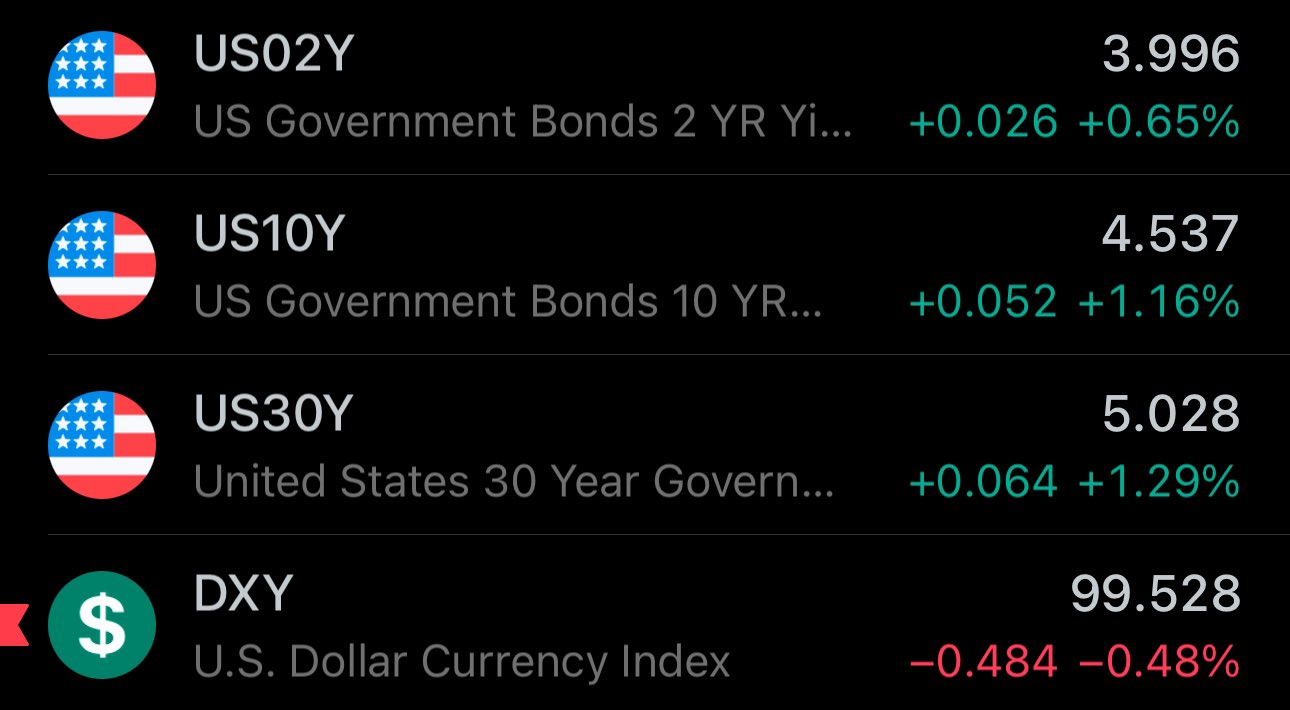 US02Y 3.996
US Government Bonds 2 YR Yi... +0.026 +0.65%
US10Y 4.537
US Government Bonds 10 YR... +0.052 +1.16%
US30Y 5.028
United States 30 Year Govern... +0.064 +1.29%
$
DXY 99.528
U.S. Dollar Currency Index −0.484 −0.48%